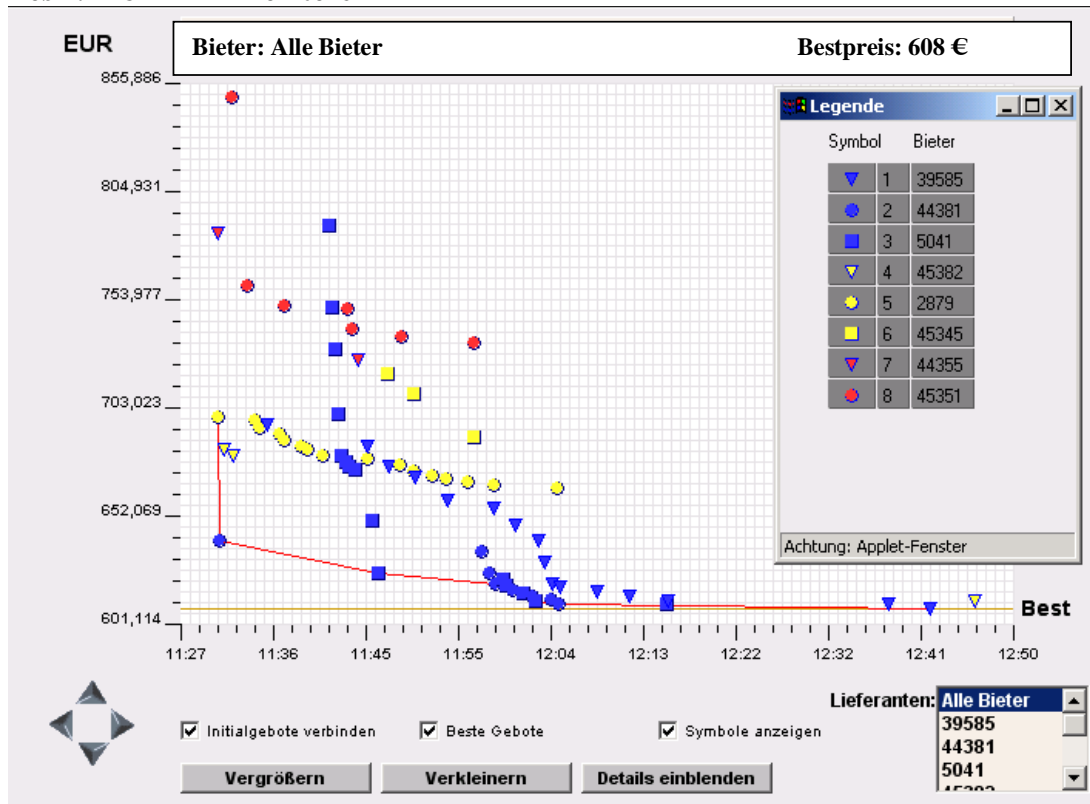 EUR
Bieter: Alle Bieter Bestpreis: 608 €
855,886
804,931
753,977
703,023
652,069
601,114
11:27 11:36 11:45 11:55 12:04 12:13 12:22 12:32 12:41 12:50
Best
Legende
Symbol Bieter
1 39585
2 44381
3 5041
4 45382
5 2879
6 45345
7 44355
8 45351
Achtung: Applet-Fenster
Lieferanten: Alle Bieter
39585
44381
5041
Initialgebote verbinden Beste Gebote Symbole anzeigen
Vergrößern Verkleinern Details einblenden